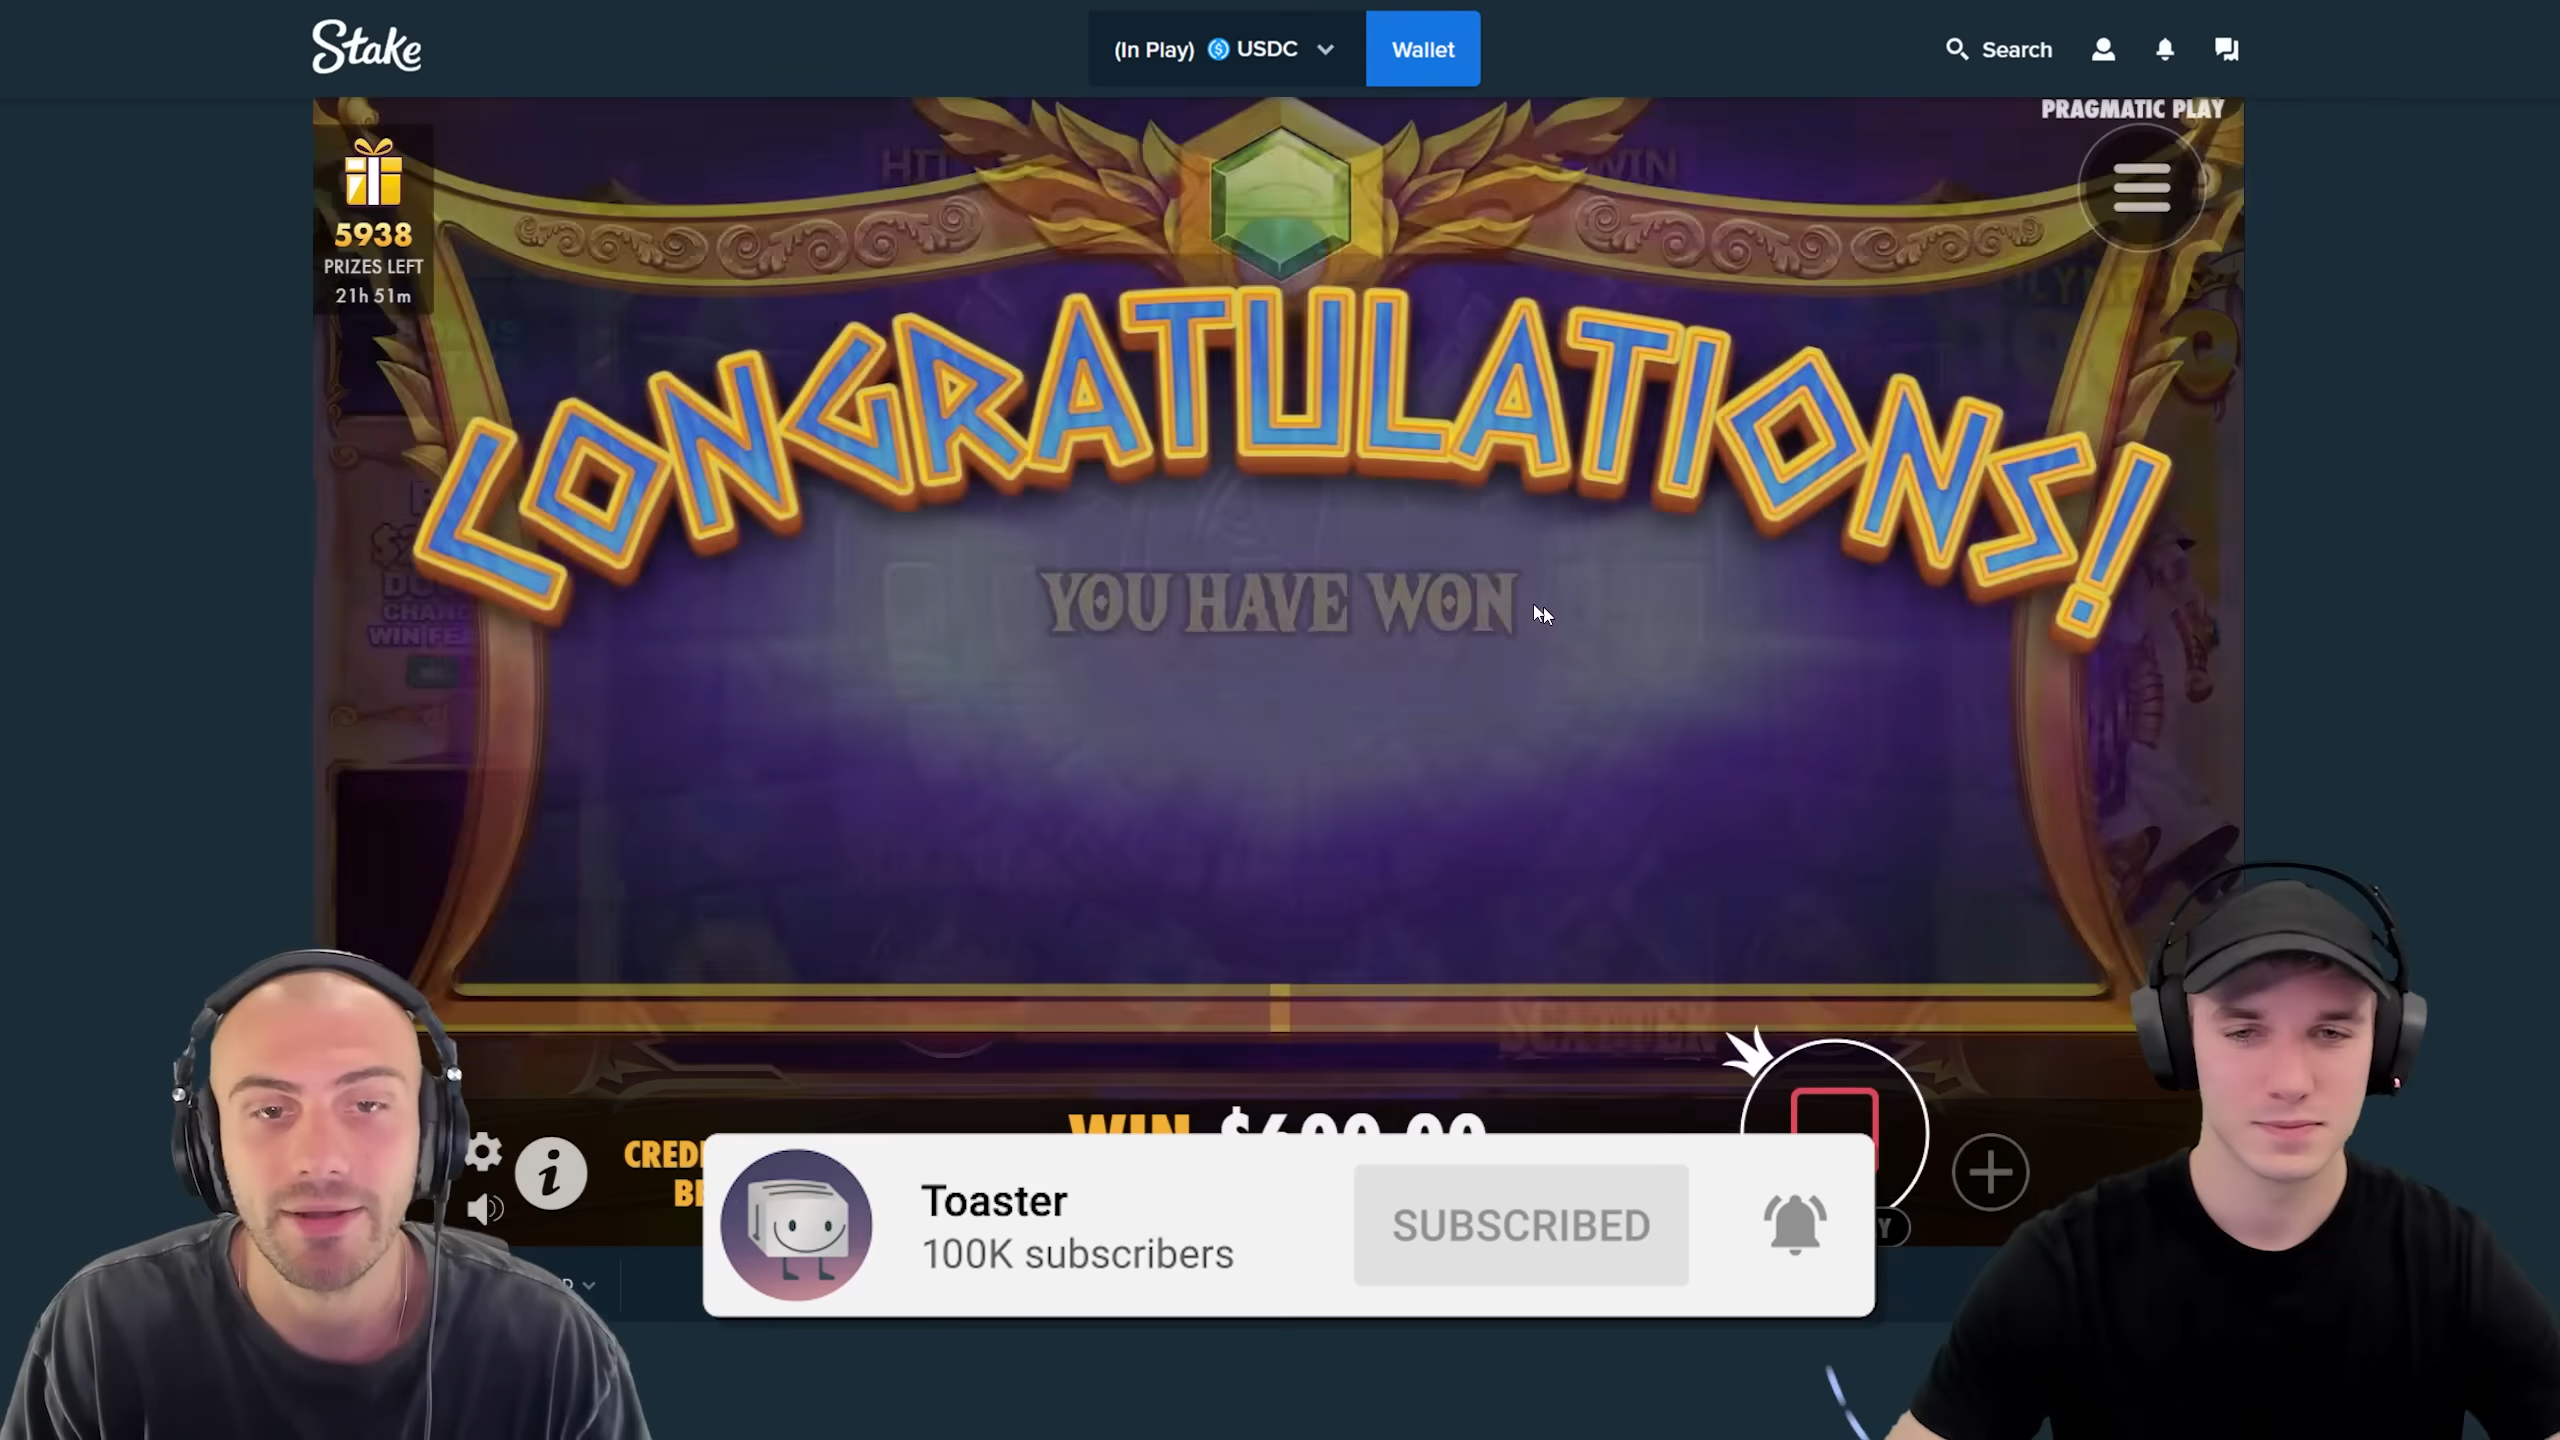 Stake
(In Play) USDC
Wallet
Search
PRAGMATIC PLAY
5938
PRIZES LEFT
21h 51m
CONGRATULATIONS!
YOU HAVE WON
WIN
Toaster
100K subscribers
SUBSCRIBED